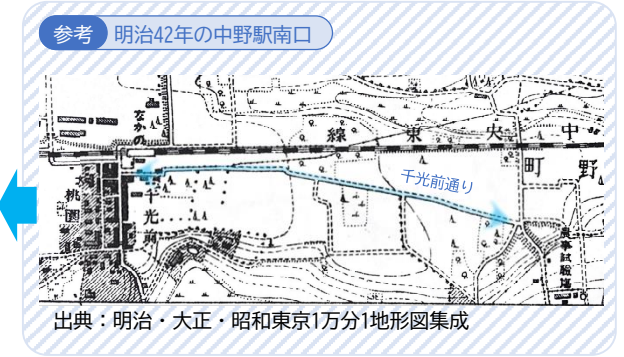 参考 明治42年の中野駅南口
なかの
線東央中
町野
千光前通り
桃園
千光前
農事試験場
出典：明治・大正・昭和東京1万分1地形図集成